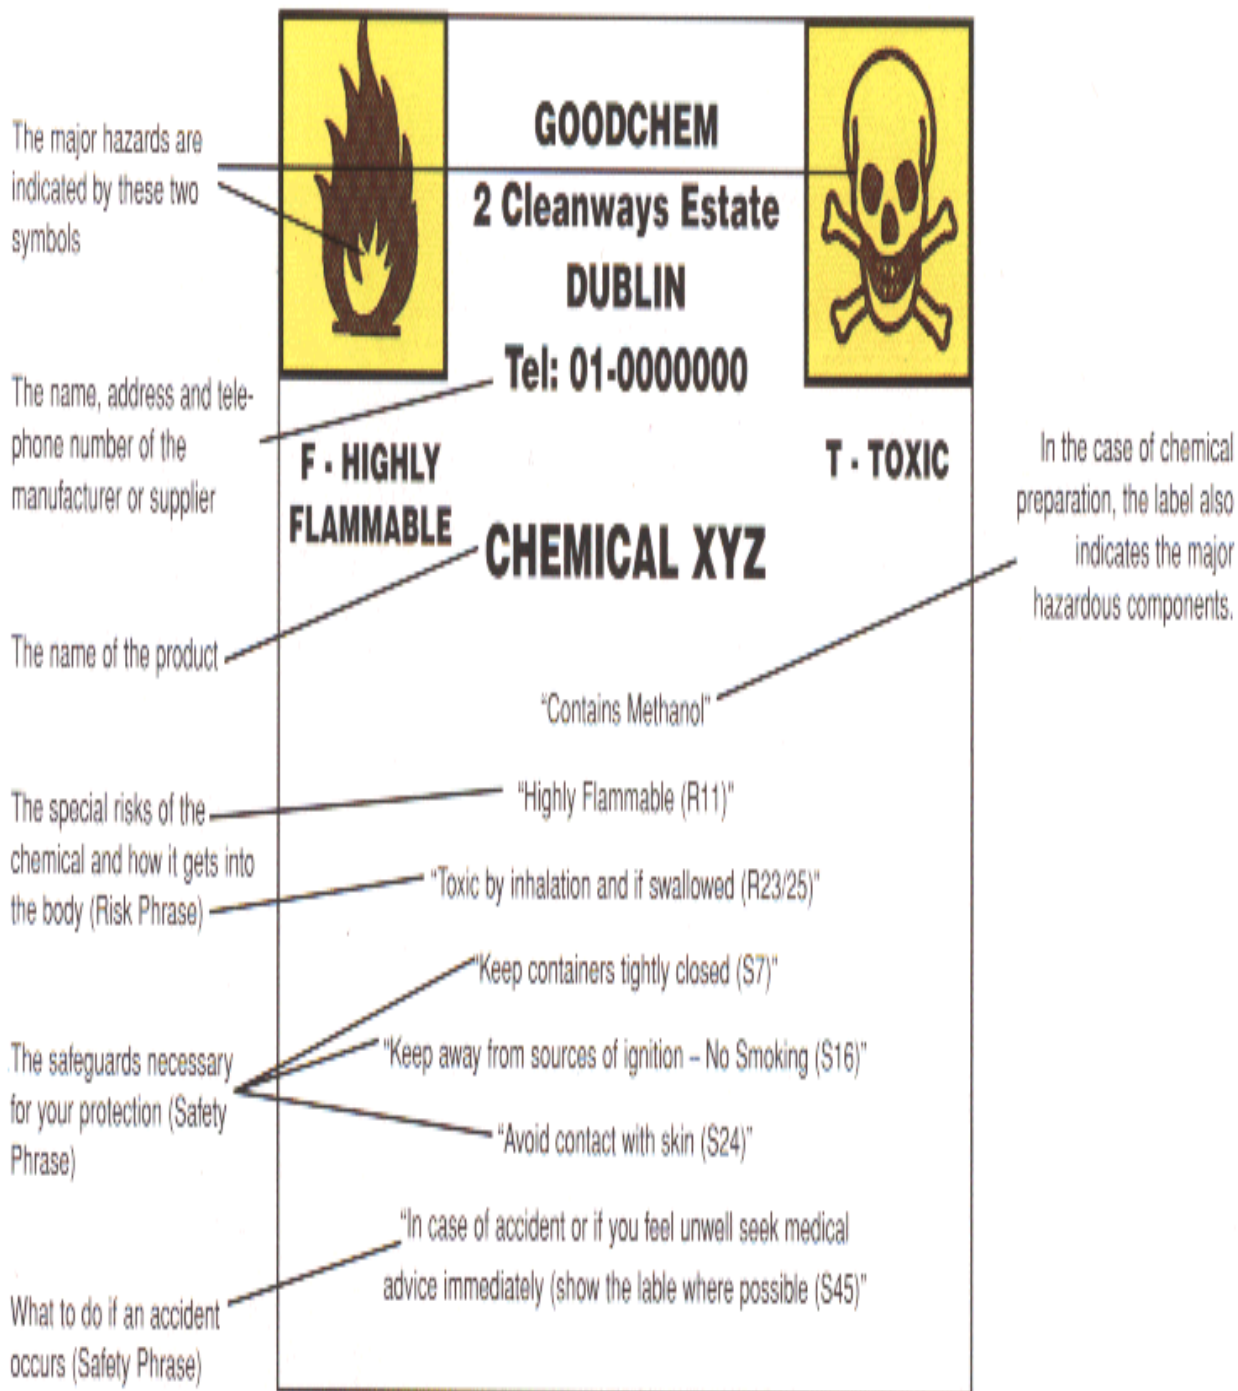 GOODCHEM
2 Cleanways Estate
DUBLIN
Tel: 01-0000000
F - HIGHLY
FLAMMABLE
T - TOXIC
CHEMICAL XYZ
“Contains Methanol”
“Highly Flammable (R11)”
“Toxic by inhalation and if swallowed (R23/25)”
“Keep containers tightly closed (S7)”
“Keep away from sources of ignition – No Smoking (S16)”
“Avoid contact with skin (S24)”
“In case of accident or if you feel unwell seek medical
advice immediately (show the lable where possible (S45)”
The major hazards are
indicated by these two
symbols
The name, address and tele-
phone number of the
manufacturer or supplier
The name of the product
The special risks of the
chemical and how it gets into
the body (Risk Phrase)
The safeguards necessary
for your protection (Safety
Phrase)
What to do if an accident
occurs (Safety Phrase)
In the case of chemical
preparation, the label also
indicates the major
hazardous components.